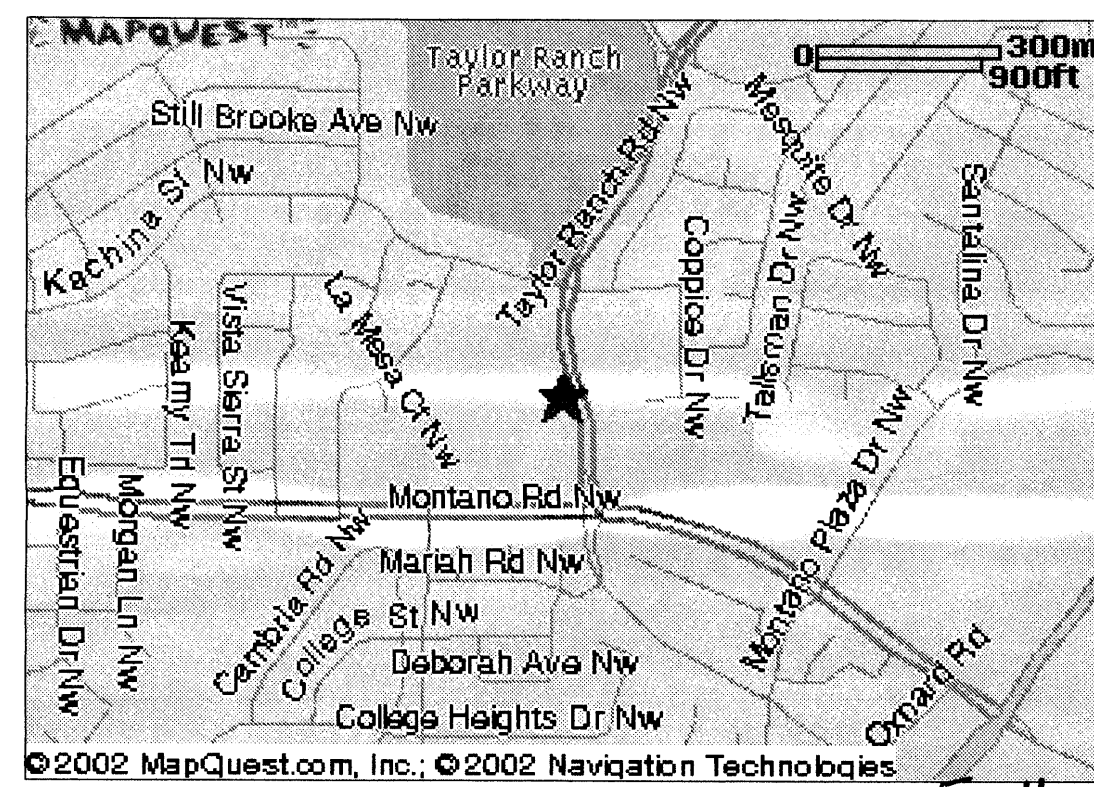 MAPQUEST
Taylor Ranch
Parkway
0 300m
900ft
Still Brooke Ave Nw
Kachina St Nw
Taylor Ranch Rd Nw
Mesquite Dr Nw
Santalina Dr Nw
Coppice Dr Nw
Talisman Dr Nw
La Mesa Ct Nw
Vista Sierra St Nw
Keamy Trl Nw
Equestrian Dr Nw
Morgan Ln Nw
Montano Rd Nw
Montano Plaza Dr Nw
Mariah Rd Nw
Cambria Rd Nw
College St Nw
Deborah Ave Nw
College Heights Dr Nw
Oxnard Rd
©2002 MapQuest.com, Inc.; ©2002 Navigation Technologies